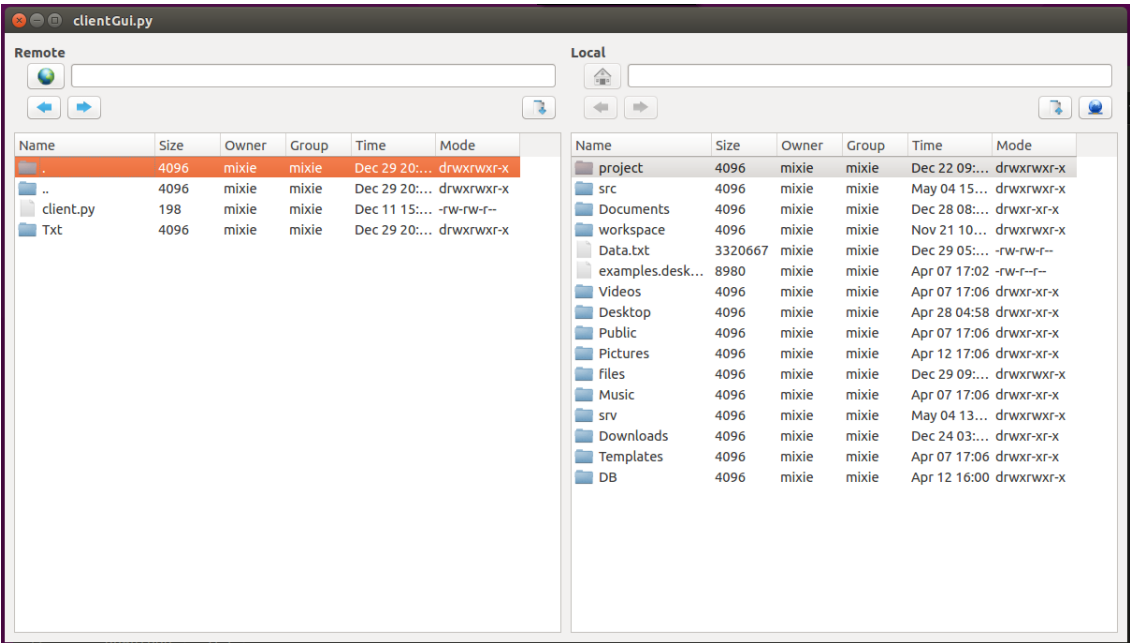 clientGui.py
Remote
Name Size Owner Group Time Mode
. 4096 mixie mixie Dec 29 20:... drwxrwxr-x
.. 4096 mixie mixie Dec 29 20:... drwxrwxr-x
client.py 198 mixie mixie Dec 11 15:... -rw-rw-r--
Txt 4096 mixie mixie Dec 29 20:... drwxrwxr-x
Local
Name Size Owner Group Time Mode
project 4096 mixie mixie Dec 22 09:... drwxrwxr-x
src 4096 mixie mixie May 04 15... drwxrwxr-x
Documents 4096 mixie mixie Dec 28 08:... drwxr-xr-x
workspace 4096 mixie mixie Nov 21 10... drwxrwxr-x
Data.txt 3320667 mixie mixie Dec 29 05:... -rw-rw-r--
examples.desk... 8980 mixie mixie Apr 07 17:02 -rw-r--r--
Videos 4096 mixie mixie Apr 07 17:06 drwxr-xr-x
Desktop 4096 mixie mixie Apr 28 04:58 drwxr-xr-x
Public 4096 mixie mixie Apr 07 17:06 drwxr-xr-x
Pictures 4096 mixie mixie Apr 12 17:06 drwxr-xr-x
files 4096 mixie mixie Dec 29 09:... drwxrwxr-x
Music 4096 mixie mixie Apr 07 17:06 drwxr-xr-x
srv 4096 mixie mixie May 04 13... drwxrwxr-x
Downloads 4096 mixie mixie Dec 24 03:... drwxr-xr-x
Templates 4096 mixie mixie Apr 07 17:06 drwxr-xr-x
DB 4096 mixie mixie Apr 12 16:00 drwxrwxr-x